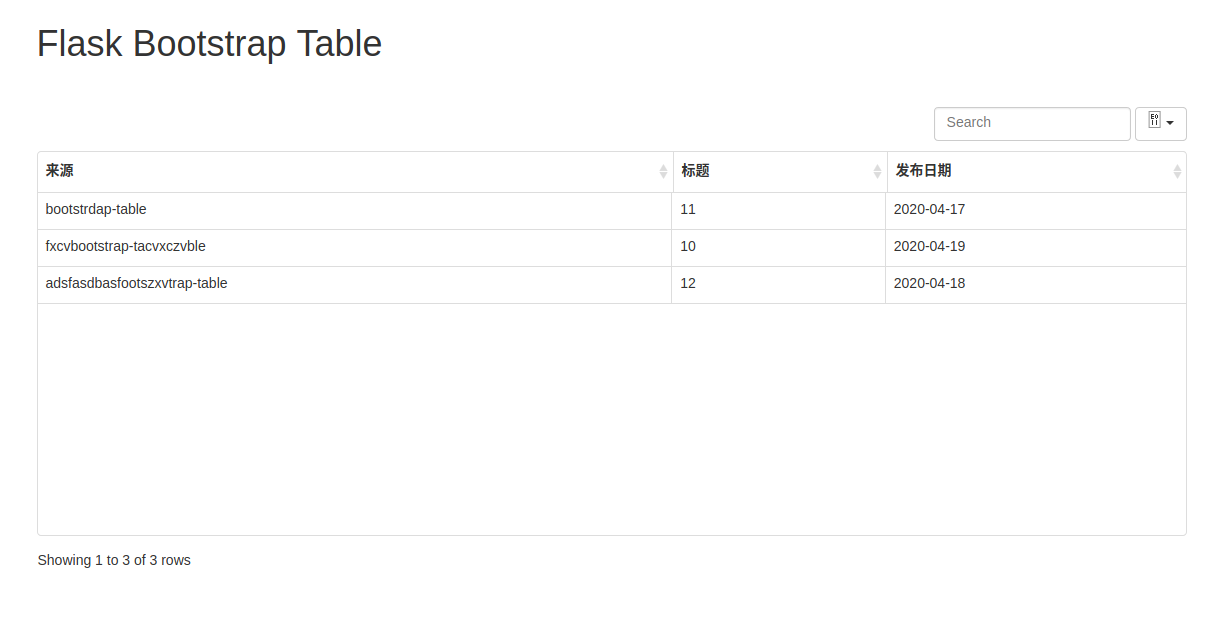 Flask Bootstrap Table
Search
来源 标题 发布日期
bootstrdap-table 11 2020-04-17
fxcvbootstrap-tacvxczvble 10 2020-04-19
adsfasdbasfootszxvtrap-table 12 2020-04-18
Showing 1 to 3 of 3 rows